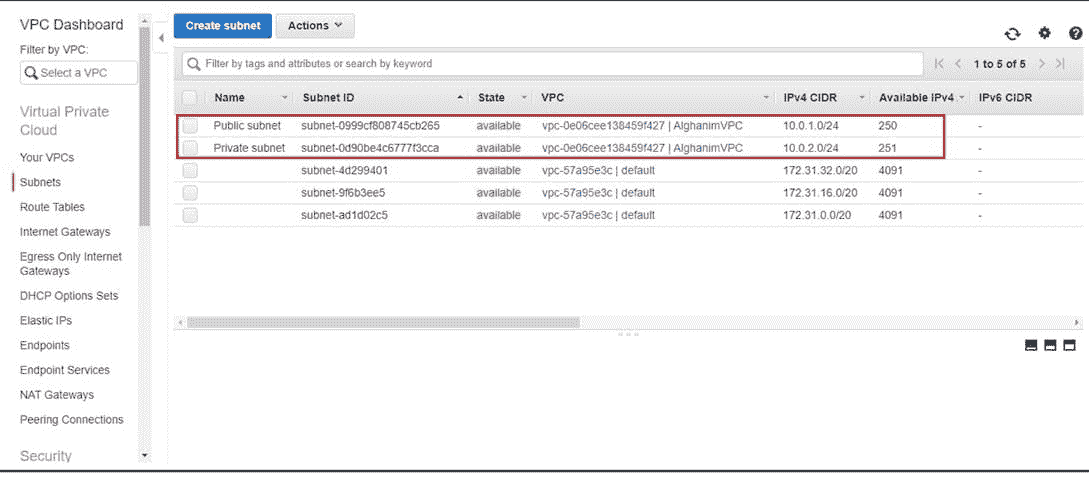 VPC Dashboard
Filter by VPC:
Select a VPC
Virtual Private
Cloud
Your VPCs
Subnets
Route Tables
Internet Gateways
Egress Only Internet
Gateways
DHCP Options Sets
Elastic IPs
Endpoints
Endpoint Services
NAT Gateways
Peering Connections
Security
Create subnet Actions
Filter by tags and attributes or search by keyword
1 to 5 of 5
Name Subnet ID State VPC IPv4 CIDR Available IPv4 IPv6 CIDR
Public subnet subnet-0999cf808745cb265 available vpc-0e06cee138459f427 | AlghanimVPC 10.0.1.0/24 250 -
Private subnet subnet-0d90be4c6777f3cca available vpc-0e06cee138459f427 | AlghanimVPC 10.0.2.0/24 251 -
subnet-4d299401 available vpc-57a95e3c | default 172.31.32.0/20 4091 -
subnet-9f6b3ee5 available vpc-57a95e3c | default 172.31.16.0/20 4091 -
subnet-ad1d02c5 available vpc-57a95e3c | default 172.31.0.0/20 4091 -